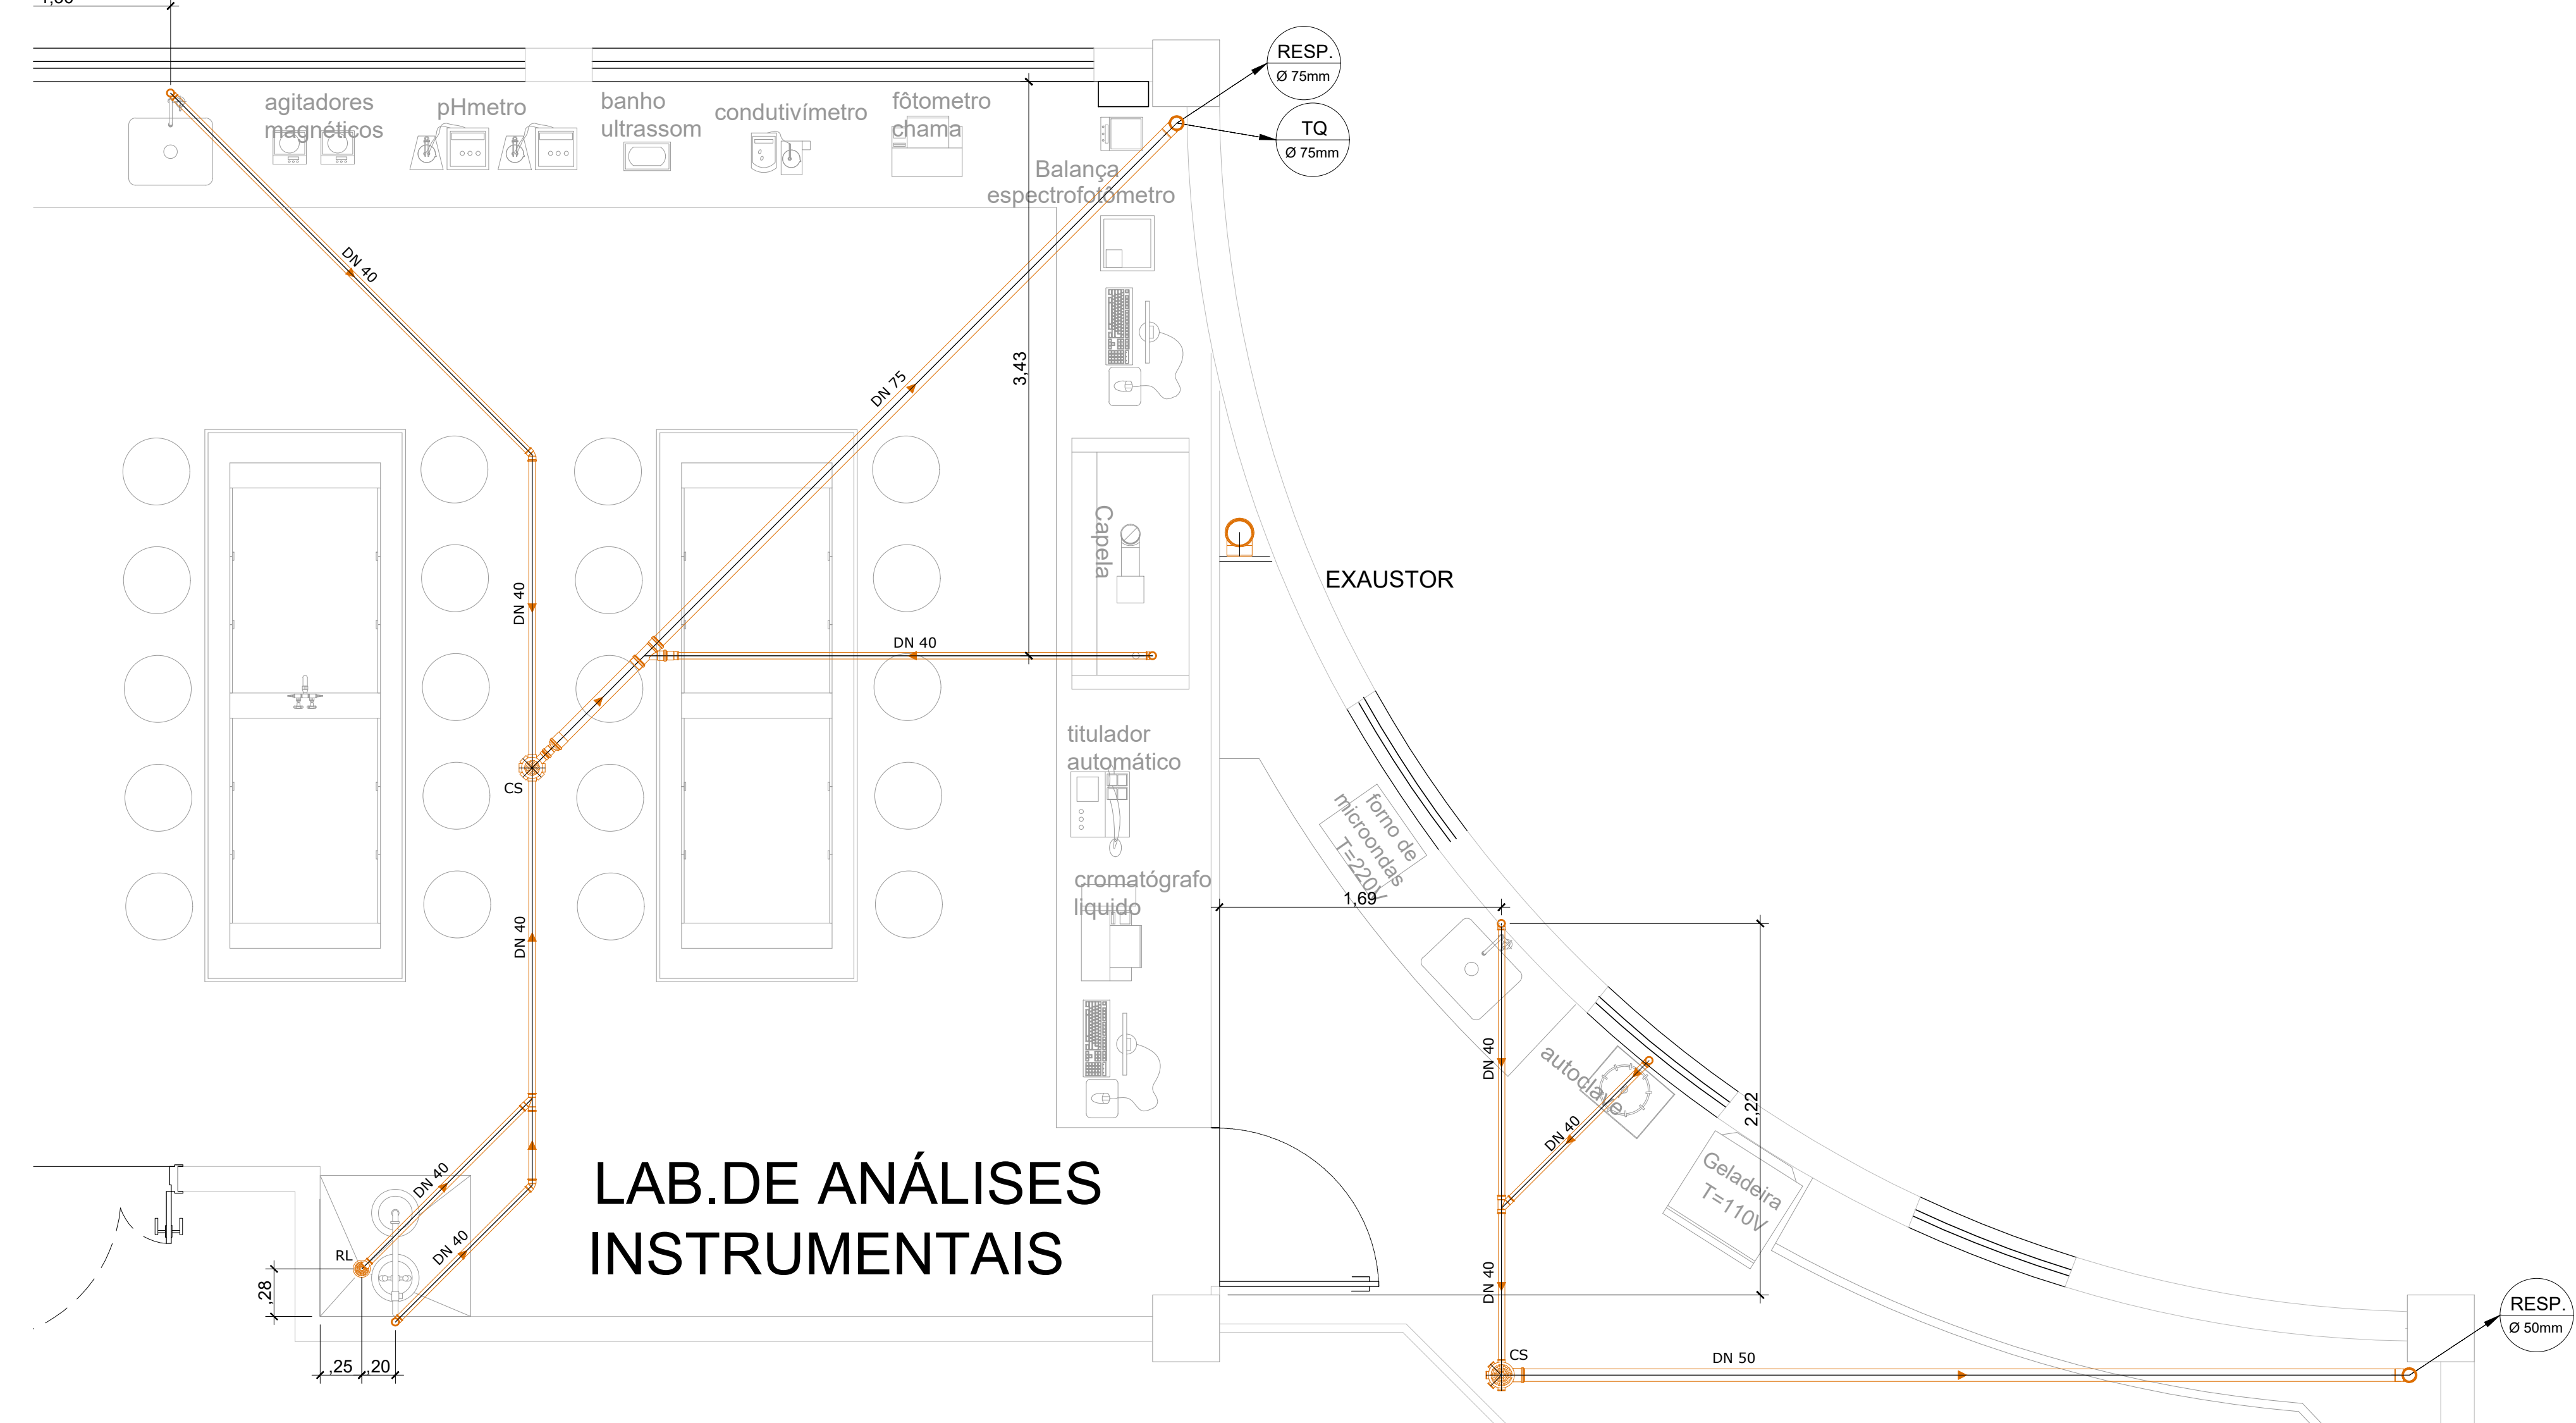 RESP.
Ø 75mm
TQ
Ø 75mm
agitadores
magnéticos
pHmetro
banho
ultrassom
condutivímetro
fôtometro
chama
Balança
espectrofotômetro
DN 40
DN 75
3,43
Capela
EXAUSTOR
DN 40
DN 40
CS
titulador
automático
forno de
microondas
T=220V
cromatógrafo
liquido
1,69
DN 40
DN 40
autoclave
2,22
DN 40
LAB.DE ANÁLISES
INSTRUMENTAIS
DN 40
DN 40
RL
,28
,25
,20
Geladeira
T=110V
DN 40
CS
DN 50
RESP.
Ø 50mm